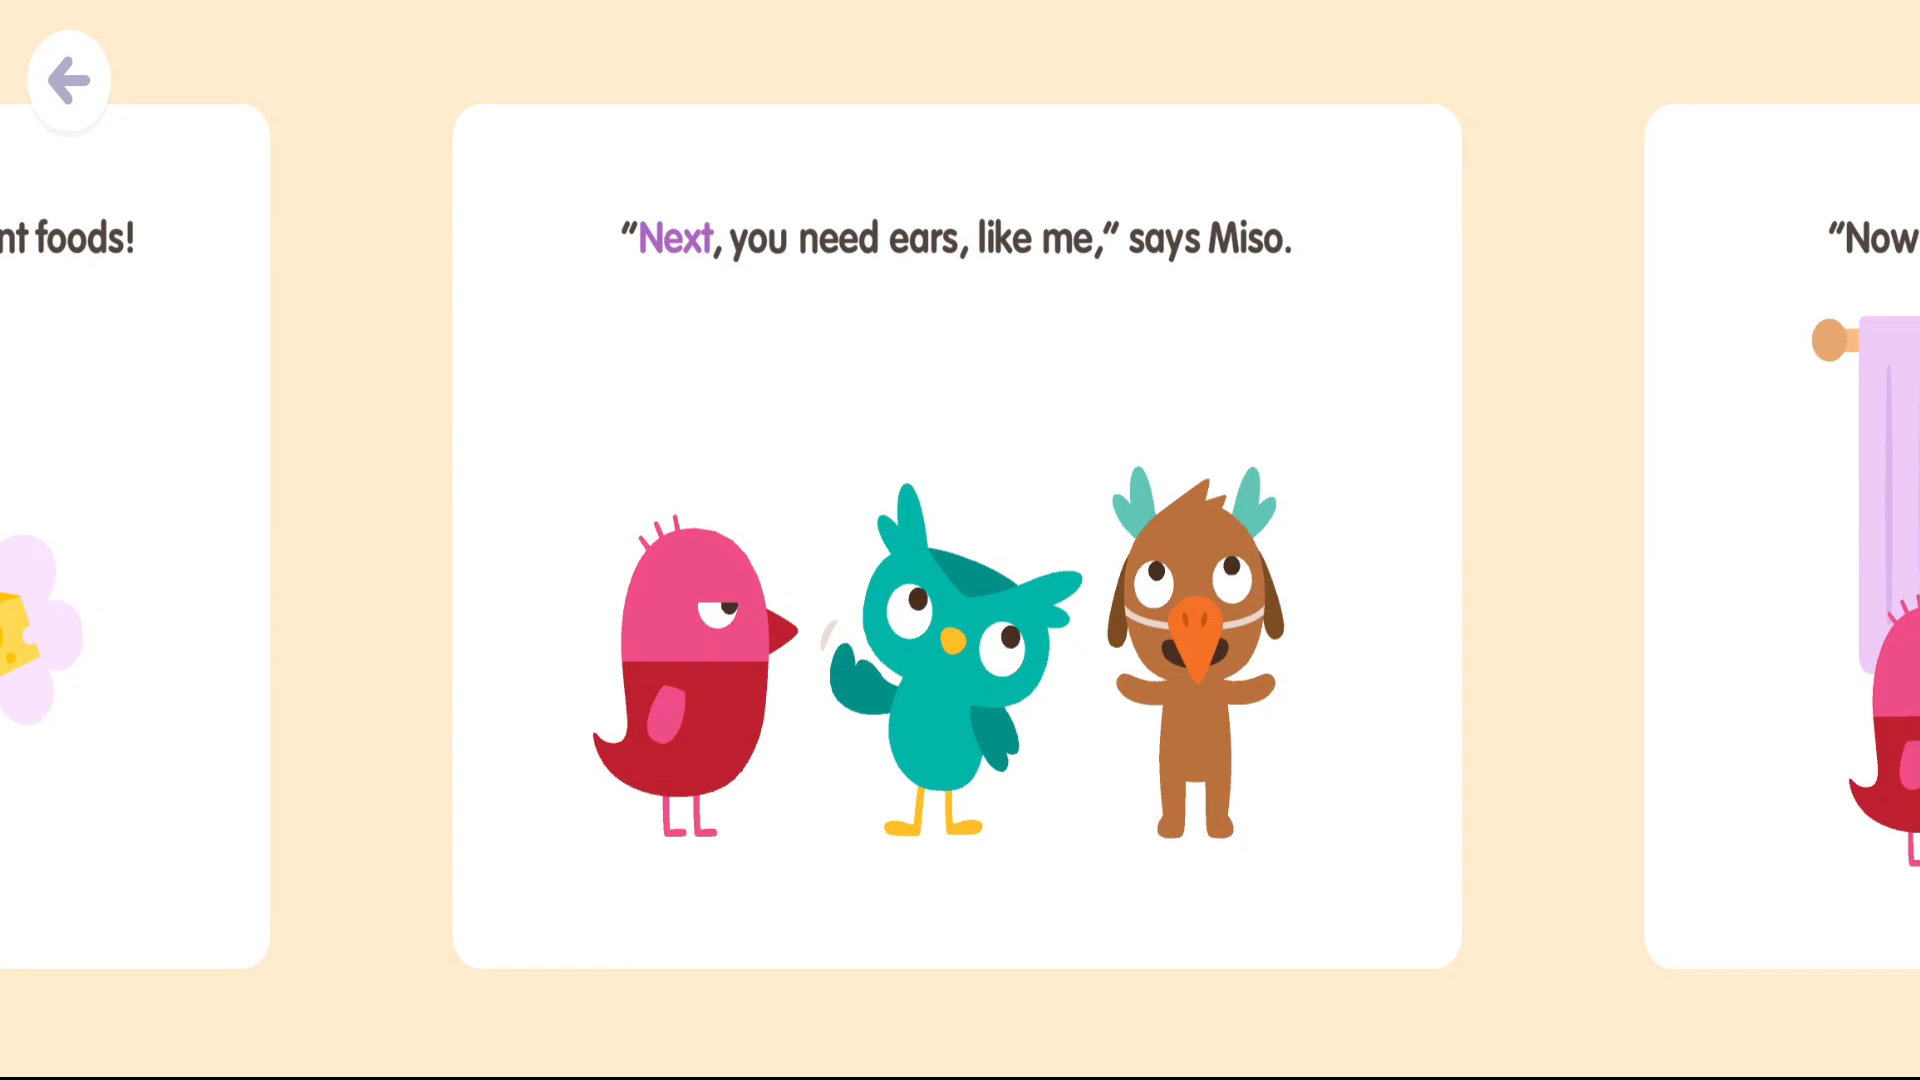 nt foods!
“Next, you need ears, like me,” says Miso.
“Now